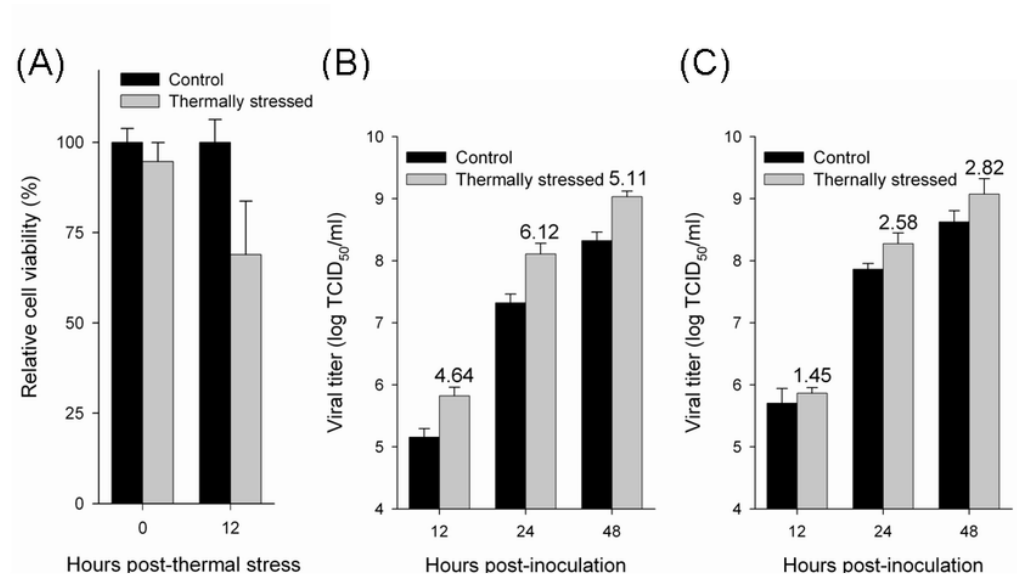 (A)
Control
Thermally stressed
100
75
50
25
0
Relative cell viability (%)
0
12
Hours post-thermal stress
(B)
10
9
8
7
6
5
4
Viral titer (log TCID50/ml)
Control
Thermally stressed
4.64
6.12
5.11
12
24
48
Hours post-inoculation
(C)
10
9
8
7
6
5
4
Viral titer (log TCID50/ml)
Control
Thernally stressed
1.45
2.58
2.82
12
24
48
Hours post-inoculation